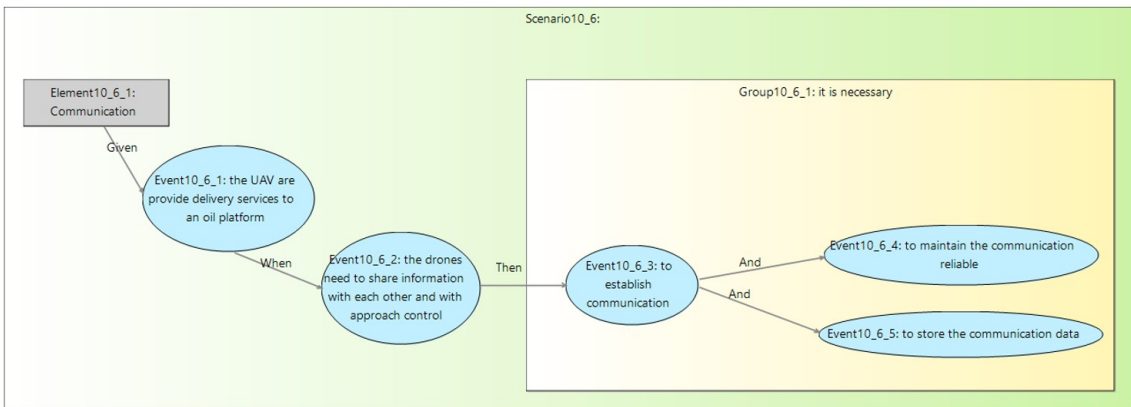 Scenario10_6:
Element10_6_1:
Communication
Given
Event10_6_1: the UAV are
provide delivery services to
an oil platform
When
Event10_6_2: the drones
need to share information
with each other and with
approach control
Then
Group10_6_1: it is necessary
Event10_6_3: to
establish
communication
And
Event10_6_4: to maintain the communication
reliable
And
Event10_6_5: to store the communication data